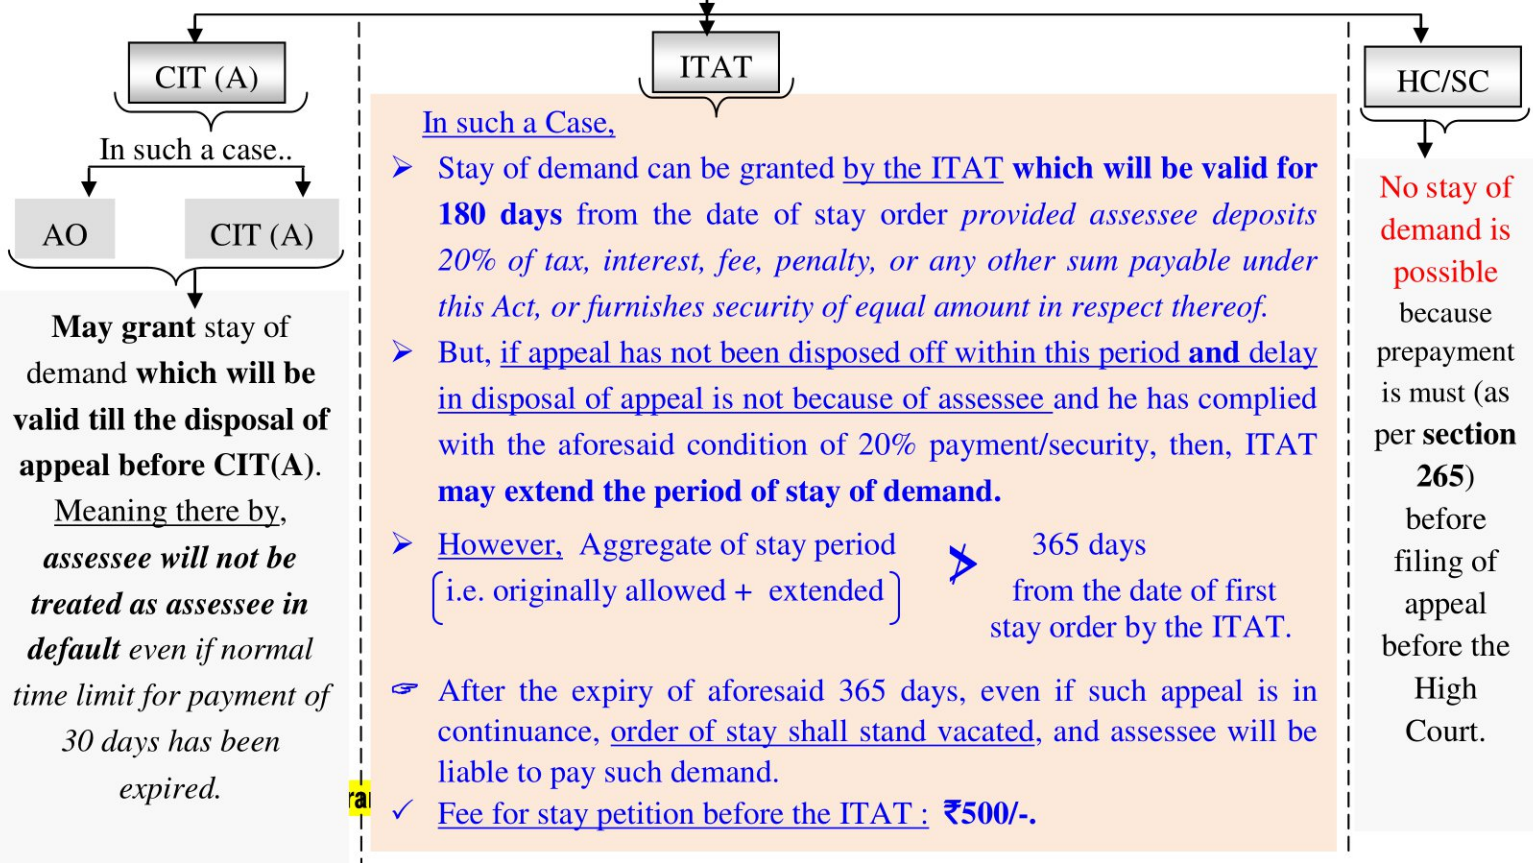 CIT (A)
In such a case..
AO
CIT (A)
May grant stay of
demand which will be
valid till the disposal of
appeal before CIT(A).
Meaning there by,
assessee will not be
treated as assessee in
default even if normal
time limit for payment of
30 days has been
expired.
ITAT
In such a Case,
➢ Stay of demand can be granted by the ITAT which will be valid for
180 days from the date of stay order provided assessee deposits
20% of tax, interest, fee, penalty, or any other sum payable under
this Act, or furnishes security of equal amount in respect thereof.
➢ But, if appeal has not been disposed off within this period and delay
in disposal of appeal is not because of assessee and he has complied
with the aforesaid condition of 20% payment/security, then, ITAT
may extend the period of stay of demand.
➢ However, Aggregate of stay period ≯ 365 days
(i.e. originally allowed + extended) from the date of first
stay order by the ITAT.
☞ After the expiry of aforesaid 365 days, even if such appeal is in
continuance, order of stay shall stand vacated, and assessee will be
liable to pay such demand.
✓ Fee for stay petition before the ITAT : ₹500/-.
HC/SC
No stay of
demand is
possible
because
prepayment
is must (as
per section
265)
before
filing of
appeal
before the
High
Court.